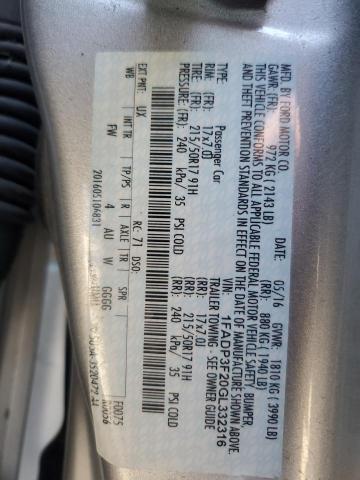 MFD. BY FORD MOTOR CO.
DATE: 05/16 GVWR: 1810 KG ( 3990 LB)
GAWR: (FR): 972 KG ( 2143 LB) (RR): 880 KG ( 1940 LB)
THIS VEHICLE CONFORMS TO ALL APPLICABLE FEDERAL MOTOR VEHICLE SAFETY, BUMPER,
AND THEFT PREVENTION STANDARDS IN EFFECT ON THE DATE OF MANUFACTURE SHOWN ABOVE.
VIN: 1FADP3F20GL332316
TYPE: Passenger Car
TRAILER TOWING - SEE OWNER GUIDE
RIM: 17x7.0J 17x7.0J
TIRE: (FR): 215/50R17 91H (RR): 215/50R17 91H
PRESSURE: (FR): 240 kPa/ 35 PSI COLD (RR): 240 kPa/ 35 PSI COLD
EXT PNT: UX RC: 71 DSO:
WB INT TR TP/PS R AXLE TR SPR
FW 4 AU W GGGG F0075
201605106831